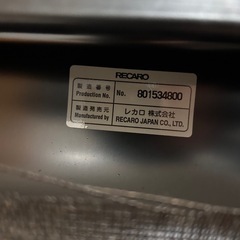 RECARO
製造番号 No. 801534800
Production No.
製造発売元 レカロ 株式会社
Manufactured by RECARO JAPAN CO., LTD.